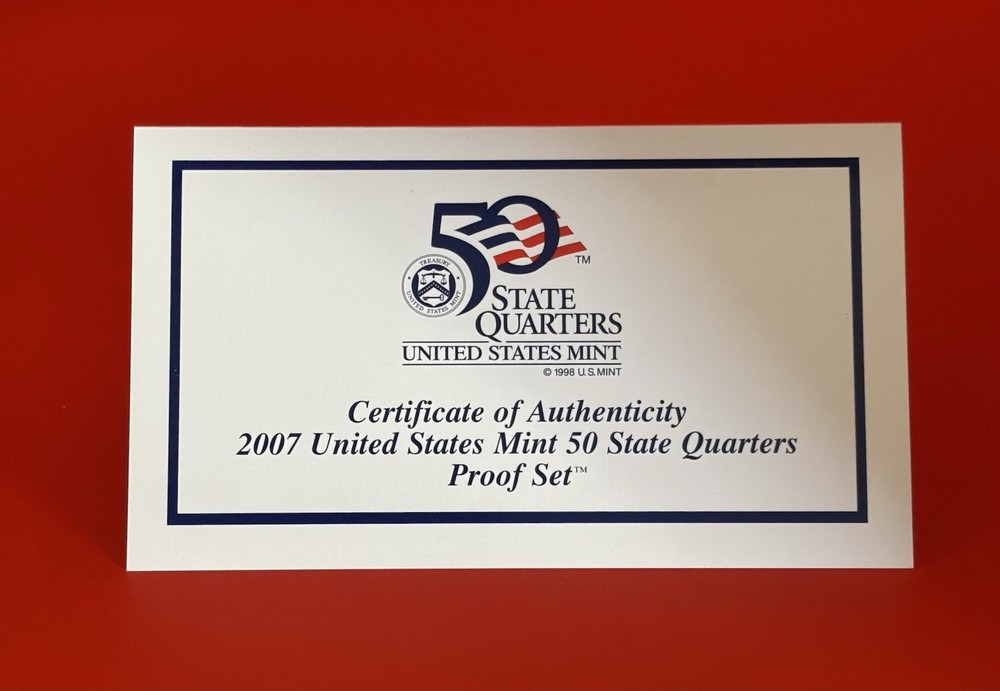 50
TM
TREASURY
UNITED STATES MINT
STATE
QUARTERS
UNITED STATES MINT
© 1998 U.S. MINT
Certificate of Authenticity
2007 United States Mint 50 State Quarters
Proof Set™